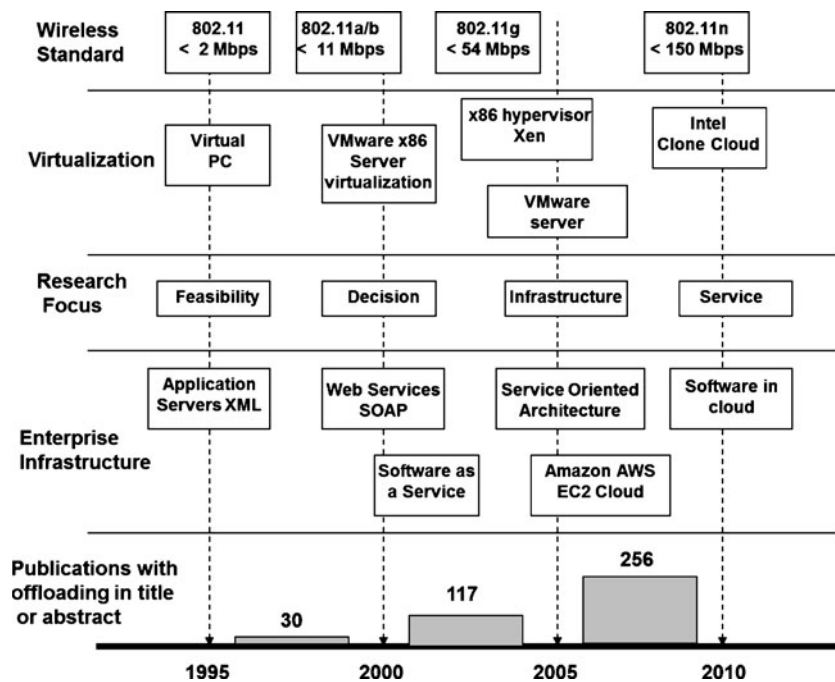 Wireless
Standard
802.11
< 2 Mbps
802.11a/b
< 11 Mbps
802.11g
< 54 Mbps
802.11n
< 150 Mbps
Virtualization
Virtual
PC
VMware x86
Server
virtualization
x86 hypervisor
Xen
VMware
server
Intel
Clone Cloud
Research
Focus
Feasibility
Decision
Infrastructure
Service
Enterprise
Infrastructure
Application
Servers XML
Web Services
SOAP
Software as
a Service
Service Oriented
Architecture
Amazon AWS
EC2 Cloud
Software in
cloud
Publications with
offloading in title
or abstract
30
117
256
1995
2000
2005
2010